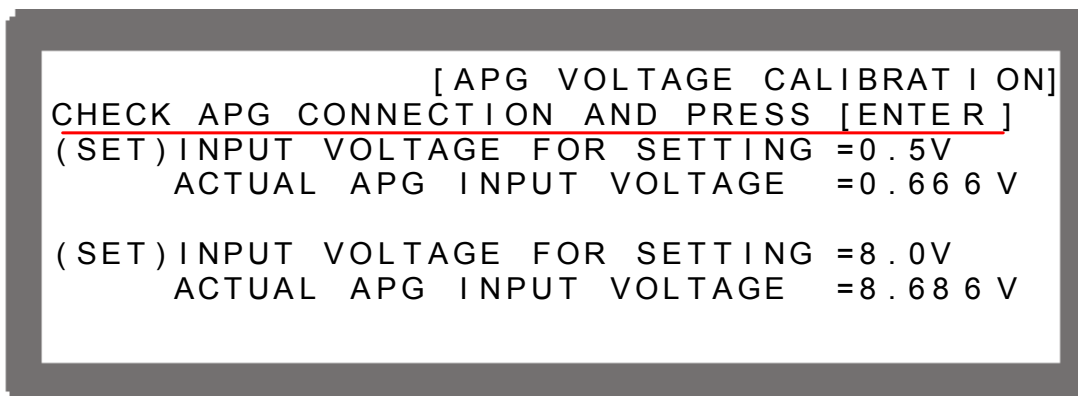 [APG VOLTAGE CALIBRATION]
CHECK APG CONNECTION AND PRESS [ENTER]
(SET)INPUT VOLTAGE FOR SETTING =0.5V
ACTUAL APG INPUT VOLTAGE =0.666V
(SET)INPUT VOLTAGE FOR SETTING =8.0V
ACTUAL APG INPUT VOLTAGE =8.686V